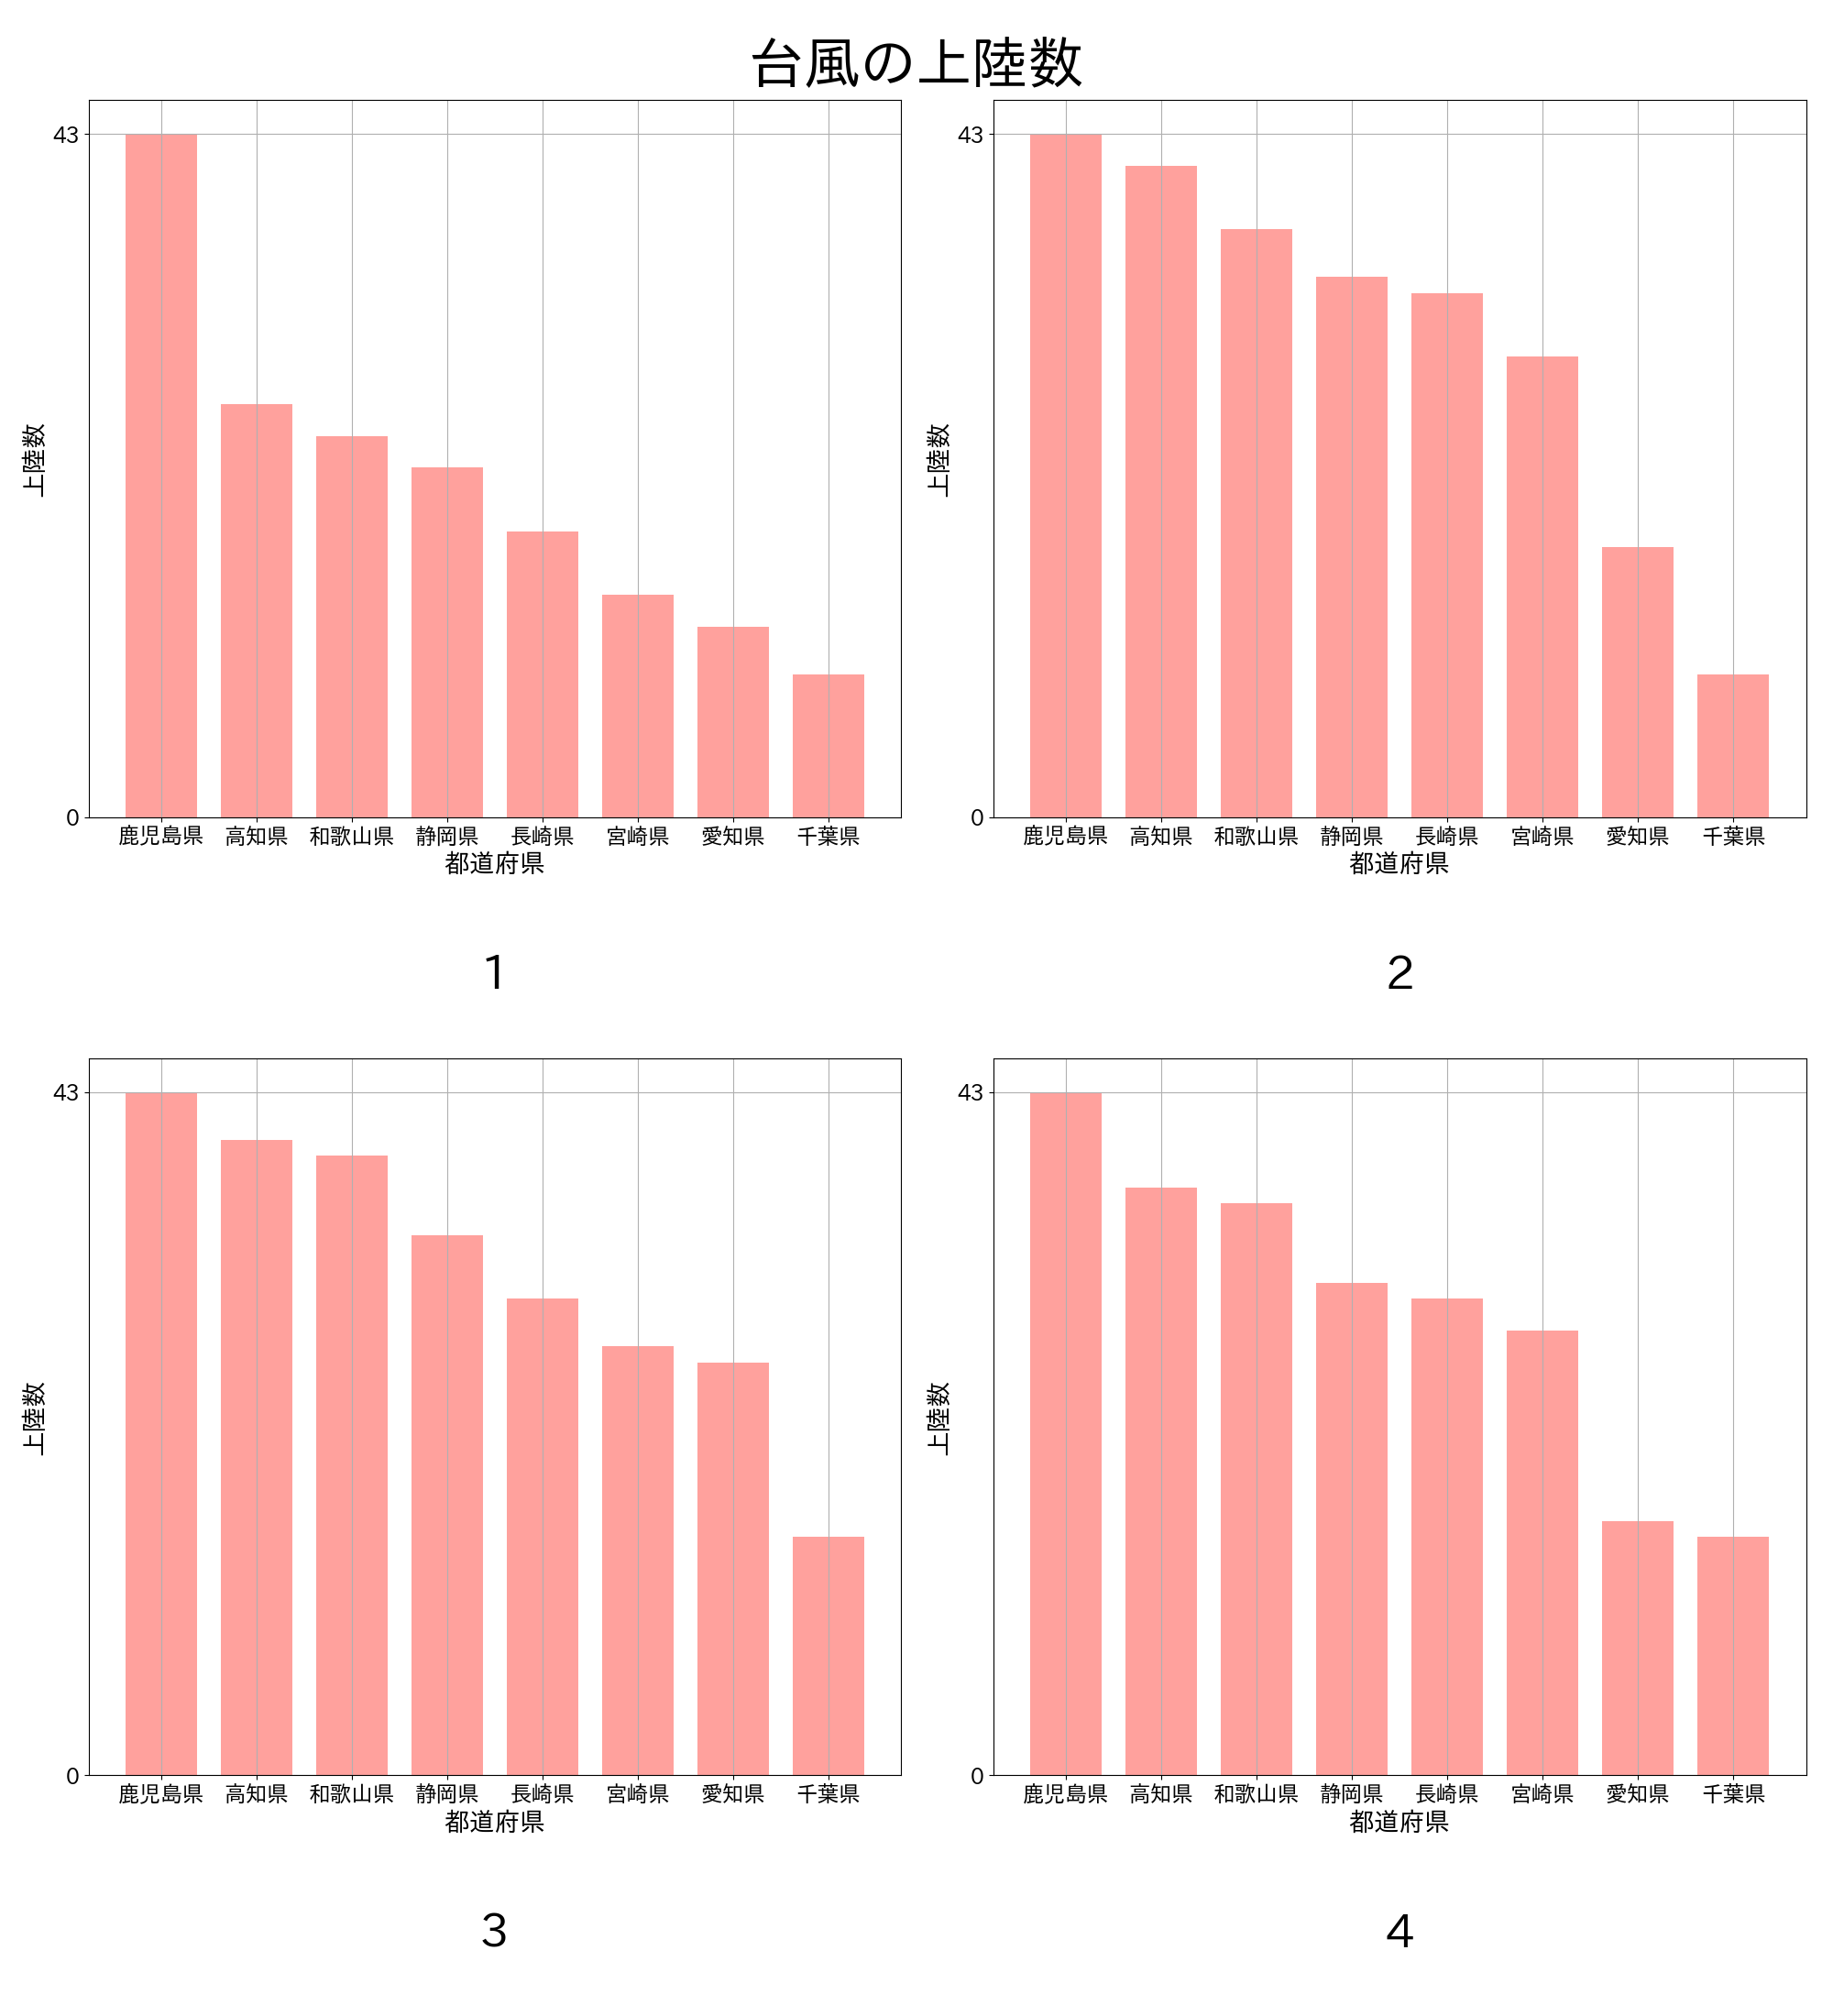 台風の上陸数
43
0
上陸数
鹿児島県 高知県 和歌山県 静岡県 長崎県 宮崎県 愛知県 千葉県
都道府県
1
43
0
上陸数
鹿児島県 高知県 和歌山県 静岡県 長崎県 宮崎県 愛知県 千葉県
都道府県
2
43
0
上陸数
鹿児島県 高知県 和歌山県 静岡県 長崎県 宮崎県 愛知県 千葉県
都道府県
3
43
0
上陸数
鹿児島県 高知県 和歌山県 静岡県 長崎県 宮崎県 愛知県 千葉県
都道府県
4